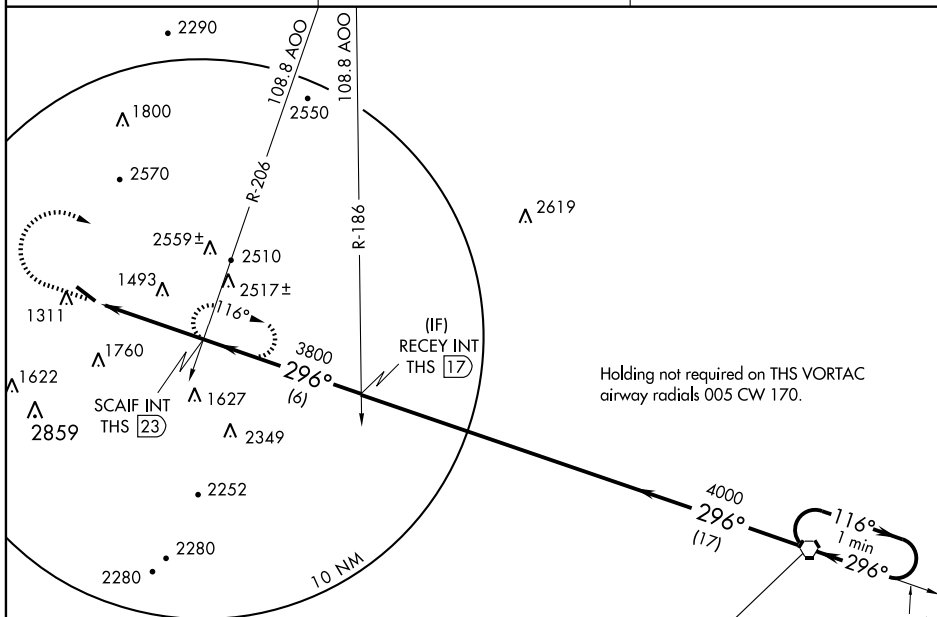 2290
108.8 AOO
108.8 AOO
2550
1800
2570
R-206
R-186
2619
2559±
2510
1493
2517±
1311
116°
(IF)
RECEY INT
THS 17
3800
296°
(6)
1760
Holding not required on THS VORTAC
airway radials 005 CW 170.
1622
SCAIF INT
THS 23
1627
2859
2349
2252
4000
296°
(17)
116°
1 min
296°
2280
2280
10 NM